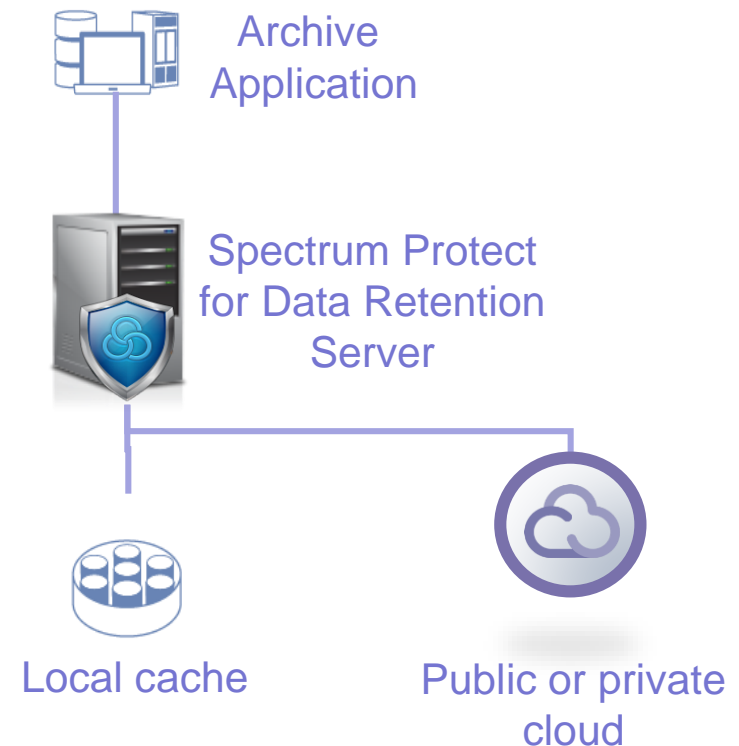 Archive
Application
Spectrum Protect
for Data Retention
Server
Local cache
Public or private
cloud